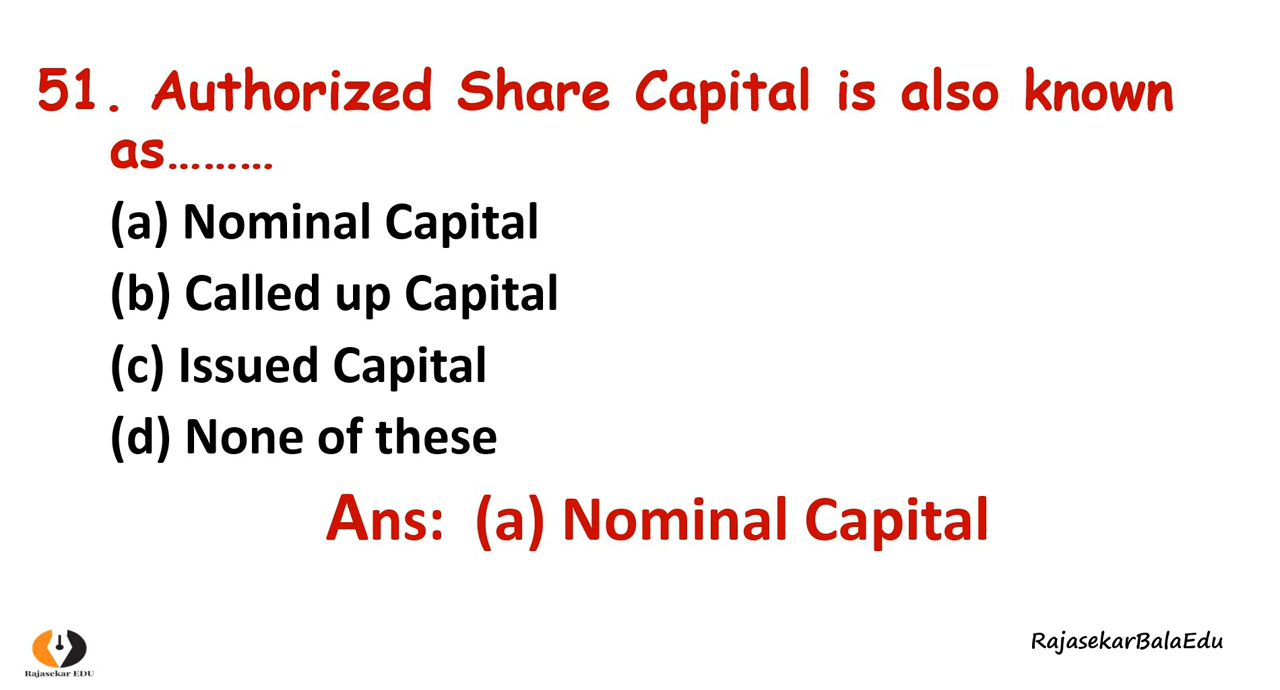 51. Authorized Share Capital is also known
as………
(a) Nominal Capital
(b) Called up Capital
(c) Issued Capital
(d) None of these
Ans: (a) Nominal Capital
Rajasekar EDU
RajasekarBalaEdu